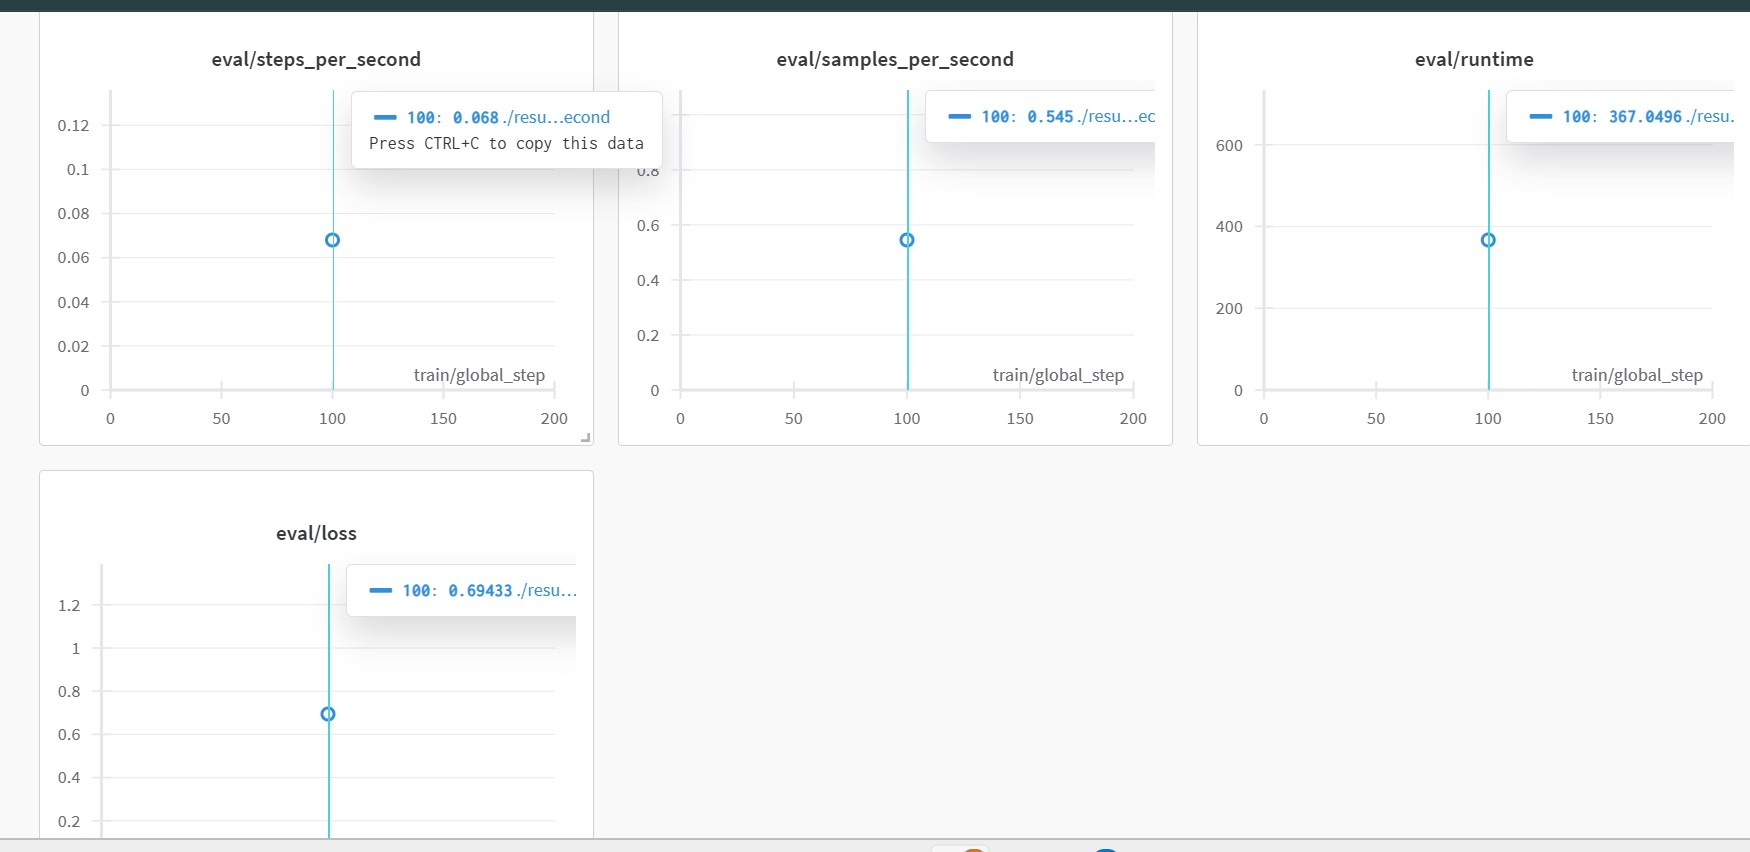 eval/steps_per_second
100: 0.068 ./resu...econd
Press CTRL+C to copy this data
0.12
0.1
0.08
0.06
0.04
0.02
0
train/global_step
0 50 100 150 200
eval/samples_per_second
100: 0.545 ./resu...ec
0.8
0.6
0.4
0.2
0
train/global_step
0 50 100 150 200
eval/runtime
100: 367.0496 ./resu.
600
400
200
0
train/global_step
0 50 100 150 200
eval/loss
100: 0.69433 ./resu...
1.2
1
0.8
0.6
0.4
0.2